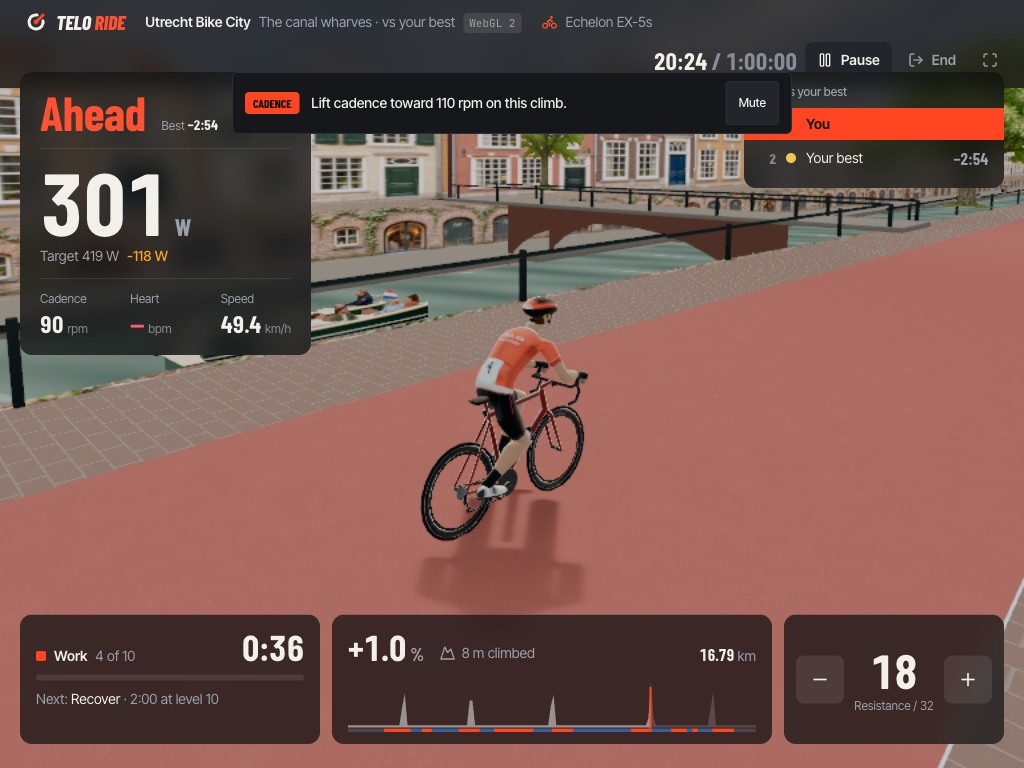 TELO RIDE Utrecht Bike City The canal wharves · vs your best WebGL 2 Echelon EX-5s
20:24 / 1:00:00 Pause End
Ahead Best −2:54
CADENCE Lift cadence toward 110 rpm on this climb. Mute
s your best
You
2 Your best −2:54
301 W
Target 419 W -118 W
Cadence Heart Speed
90 rpm — bpm 49.4 km/h
Work 4 of 10 0:36
Next: Recover · 2:00 at level 10
+1.0 % 8 m climbed 16.79 km
− 18 +
Resistance / 32